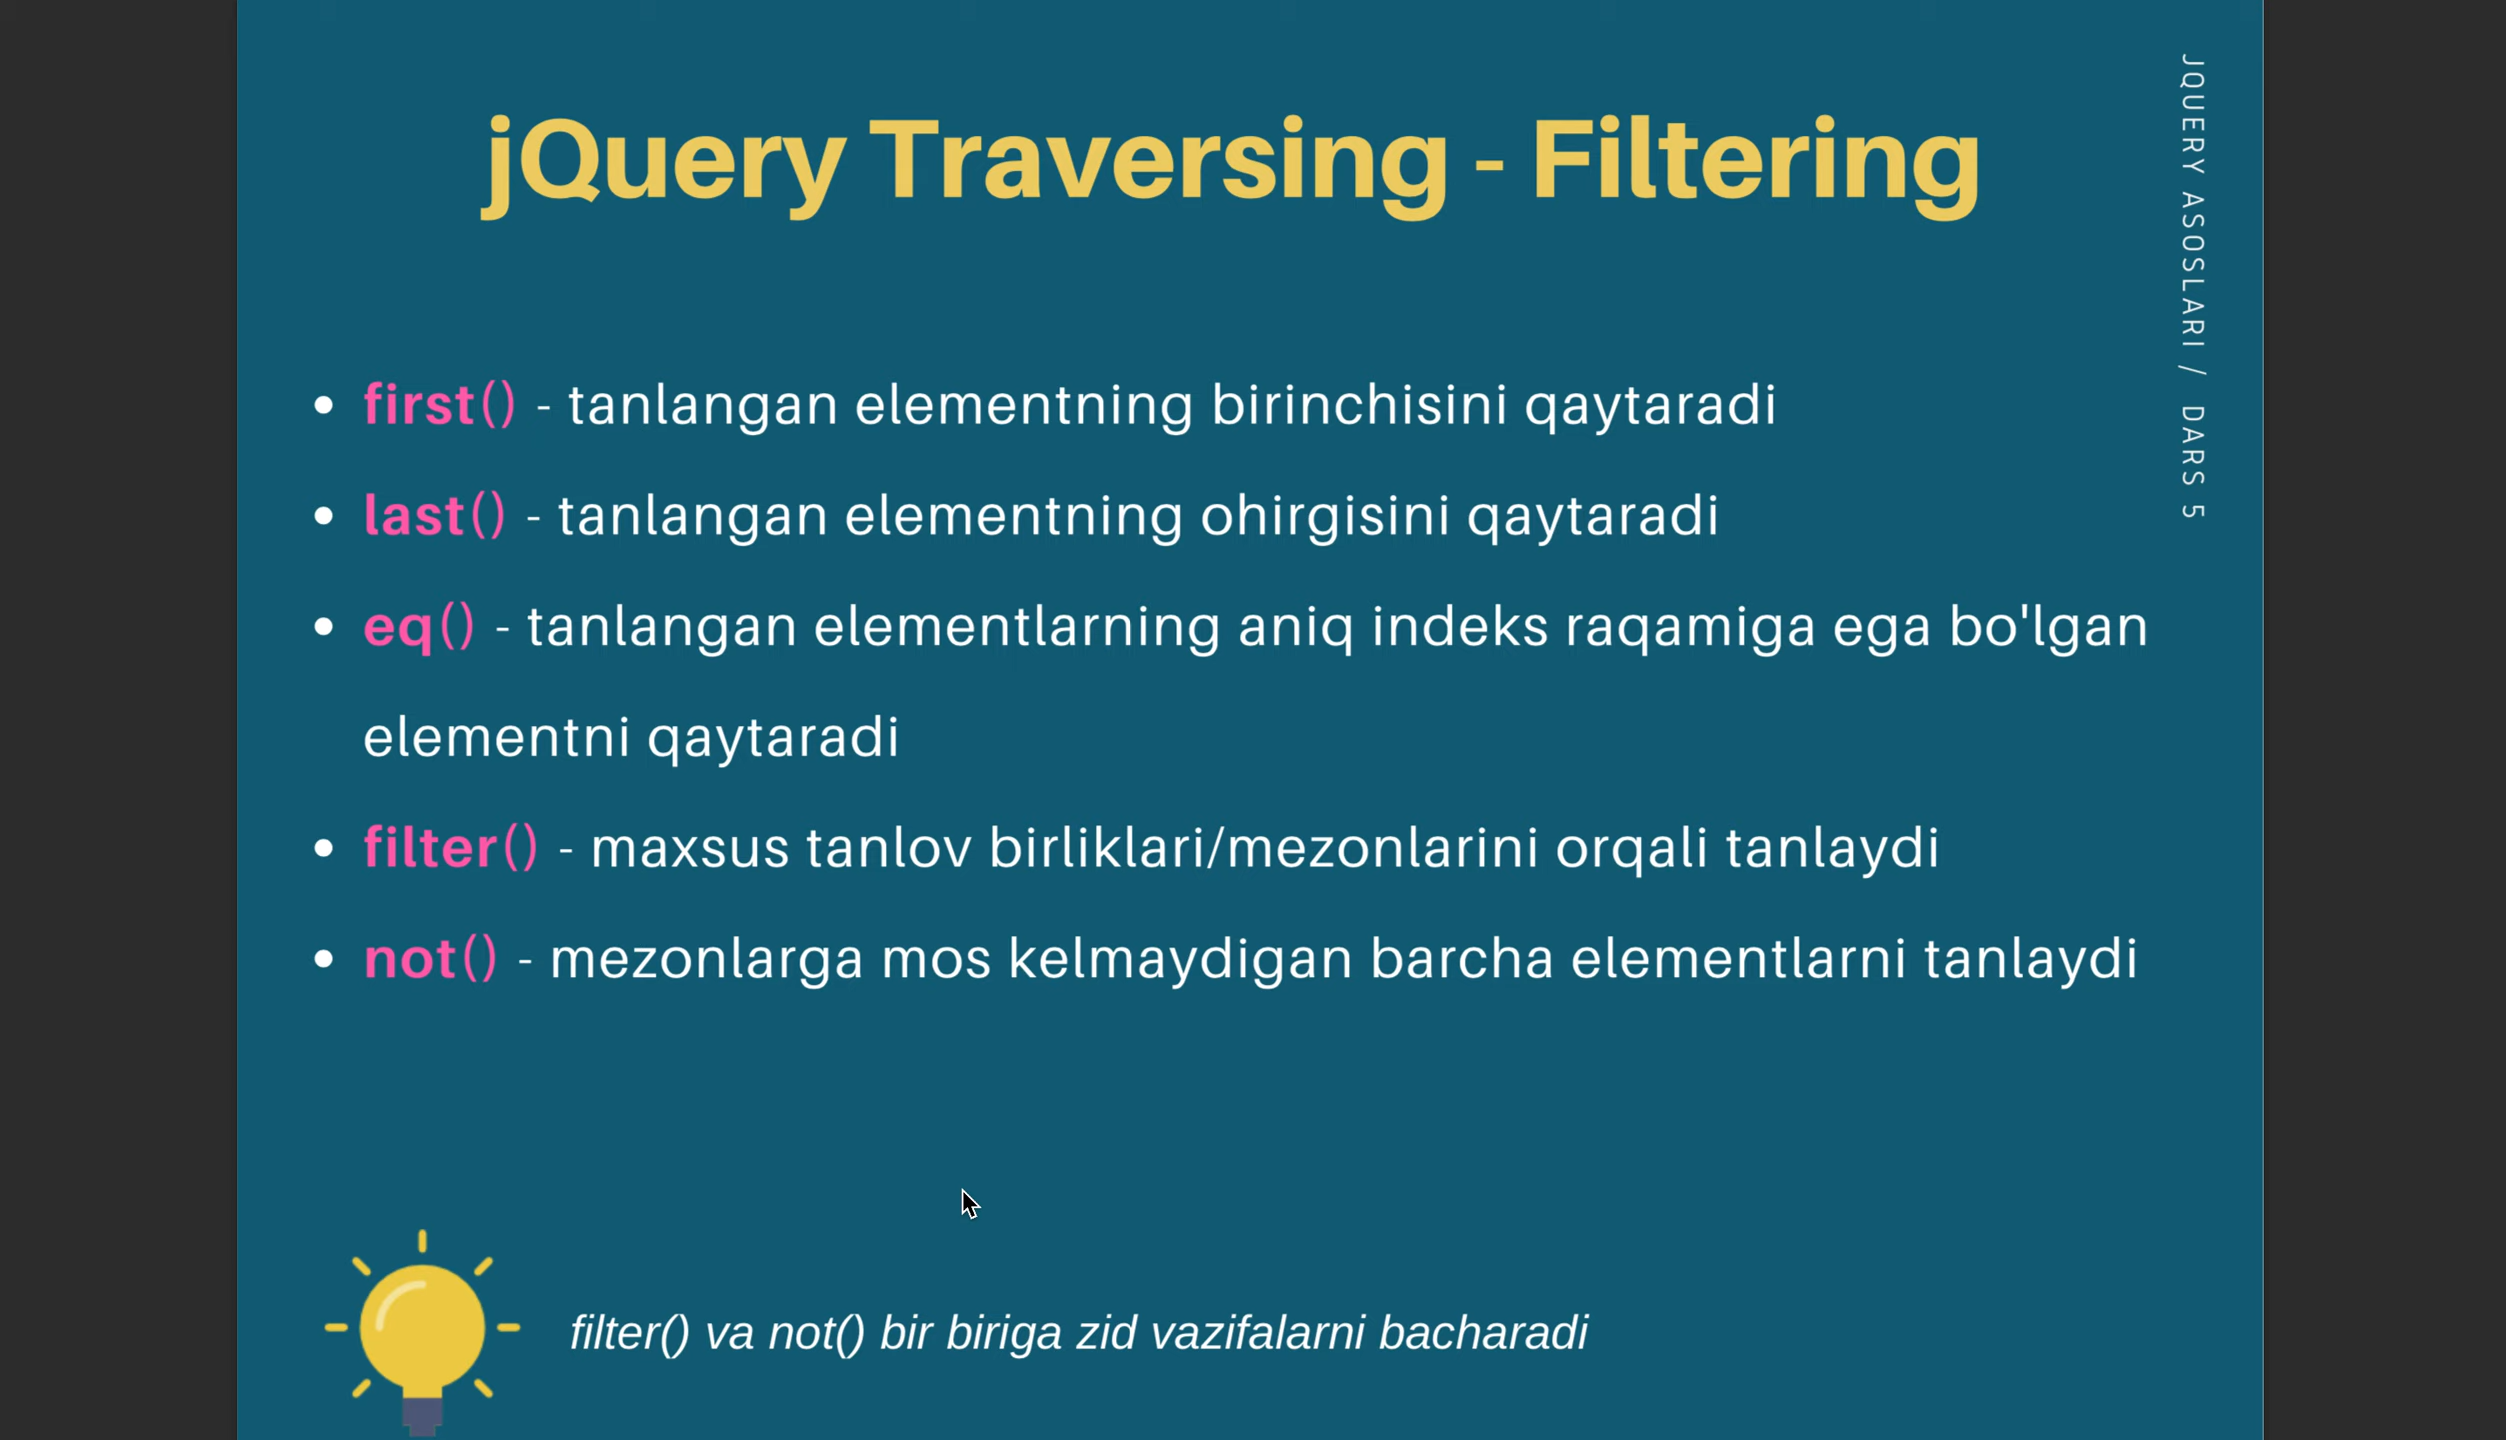 jQuery Traversing - Filtering
JQUERY ASOSLARI / DARS 5
• first() - tanlangan elementning birinchisini qaytaradi
• last() - tanlangan elementning ohirgisini qaytaradi
• eq() - tanlangan elementlarning aniq indeks raqamiga ega bo'lgan
elementni qaytaradi
• filter() - maxsus tanlov birliklari/mezonlarini orqali tanlaydi
• not() - mezonlarga mos kelmaydigan barcha elementlarni tanlaydi
filter() va not() bir biriga zid vazifalarni bacharadi